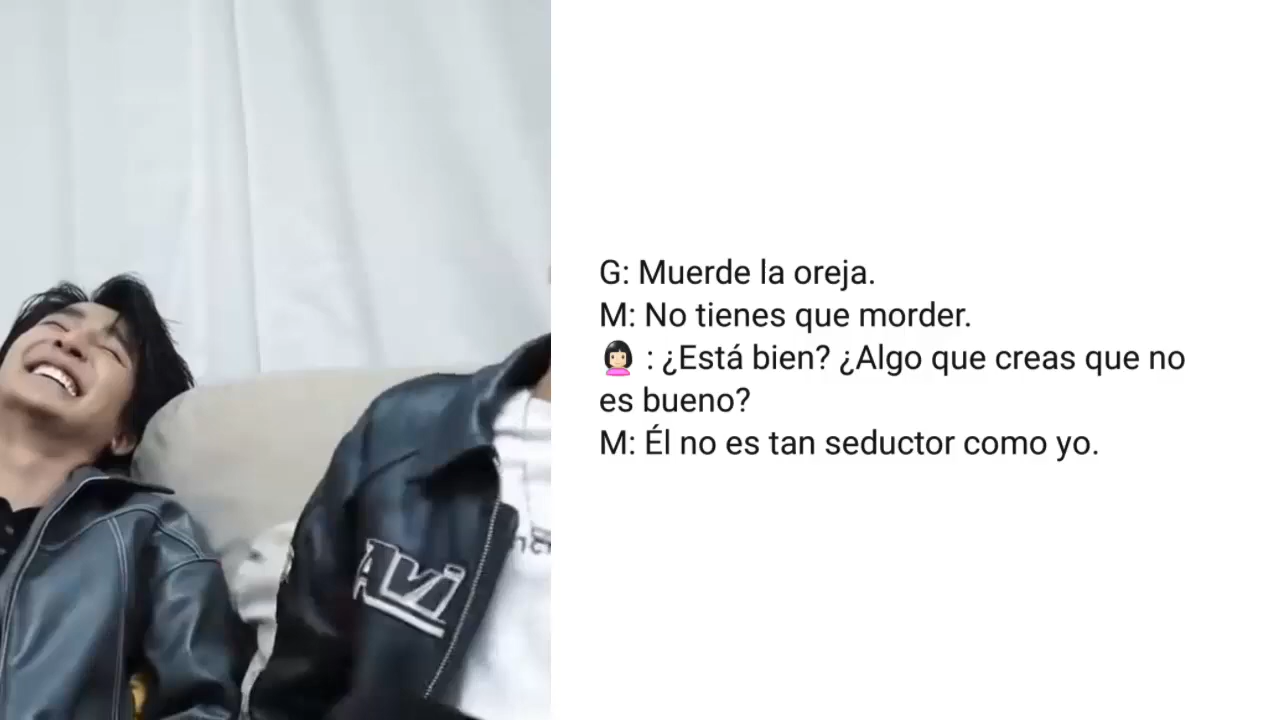 G: Muerde la oreja.
M: No tienes que morder.
🙍🏻‍♀️ : ¿Está bien? ¿Algo que creas que no
es bueno?
M: Él no es tan seductor como yo.
Avi